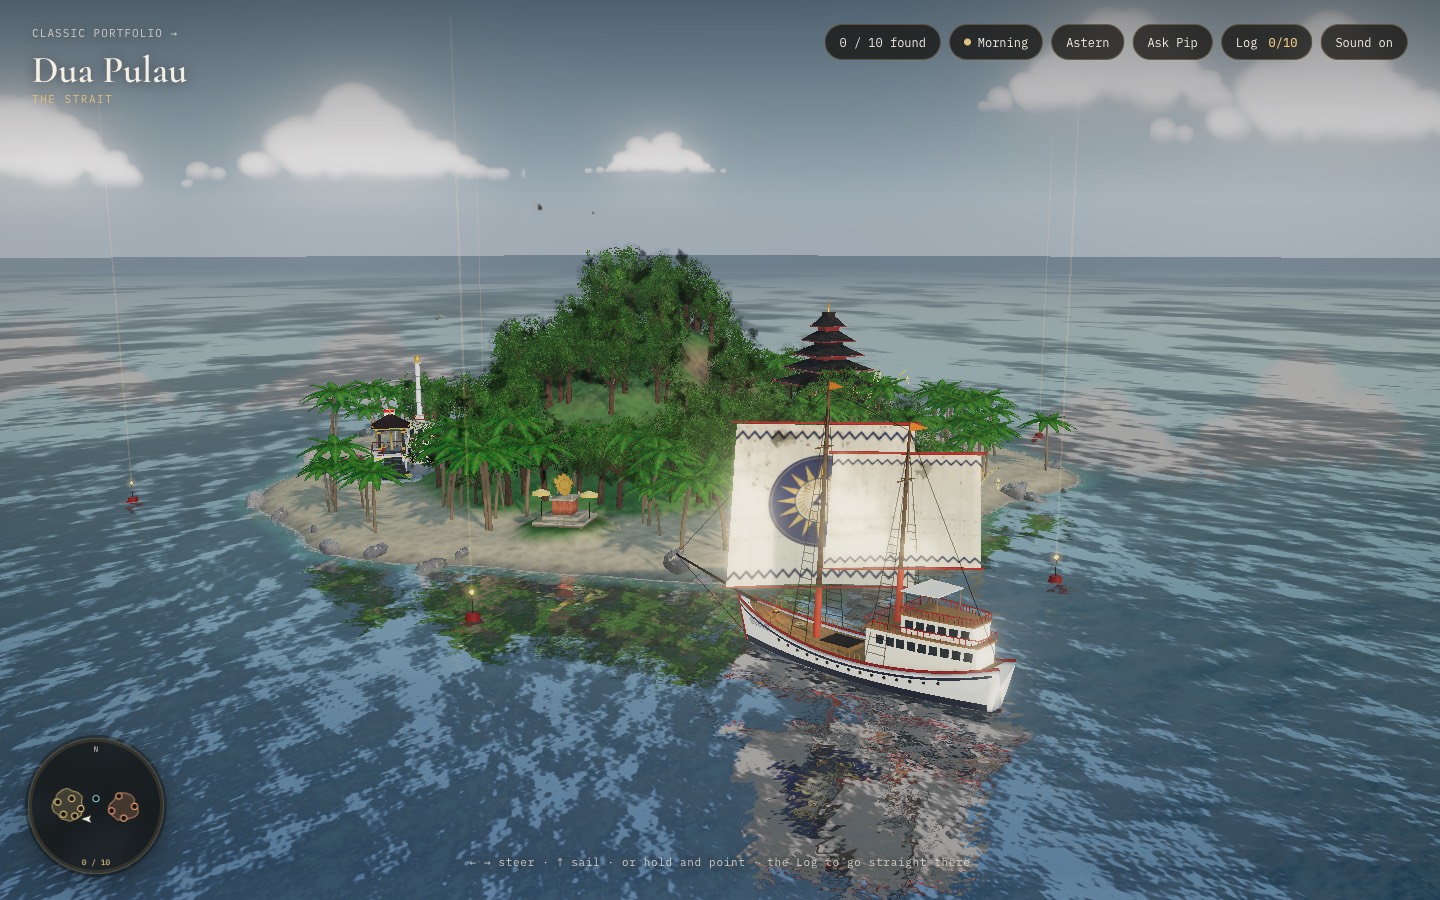 CLASSIC PORTFOLIO →
Dua Pulau
THE STRAIT
0 / 10 found
Morning
Astern
Ask Pip
Log 0/10
Sound on
N
0 / 10
← → steer · ↑ sail · or hold and point · the Log to go straight there